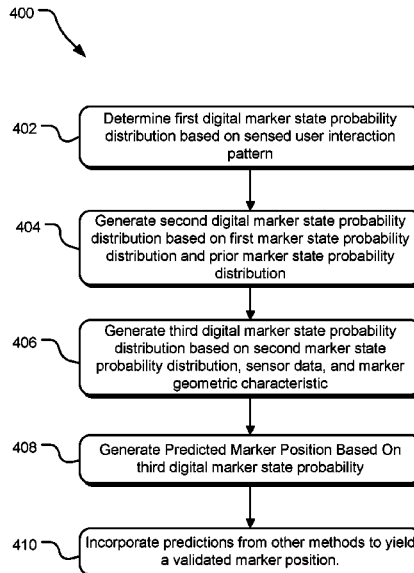 400
402
Determine first digital marker state probability
distribution based on sensed user interaction
pattern
404
Generate second digital marker state probability
distribution based on first marker state probability
distribution and prior marker state probability
distribution
406
Generate third digital marker state probability
distribution based on second marker state
probability distribution, sensor data, and marker
geometric characteristic
408
Generate Predicted Marker Position Based On
third digital marker state probability
410
Incorporate predictions from other methods to yield
a validated marker position.